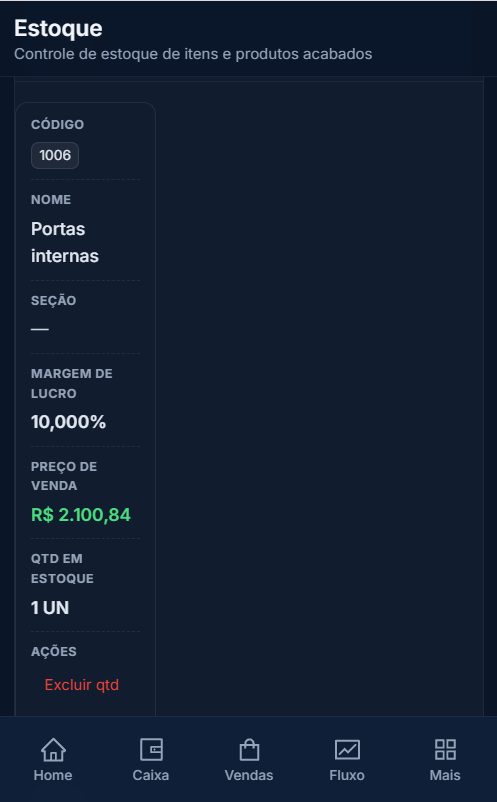 Estoque
Controle de estoque de itens e produtos acabados
CÓDIGO
1006
NOME
Portas
internas
SEÇÃO
—
MARGEM DE
LUCRO
10,000%
PREÇO DE
VENDA
R$ 2.100,84
QTD EM
ESTOQUE
1 UN
AÇÕES
Excluir qtd
Home
Caixa
Vendas
Fluxo
Mais